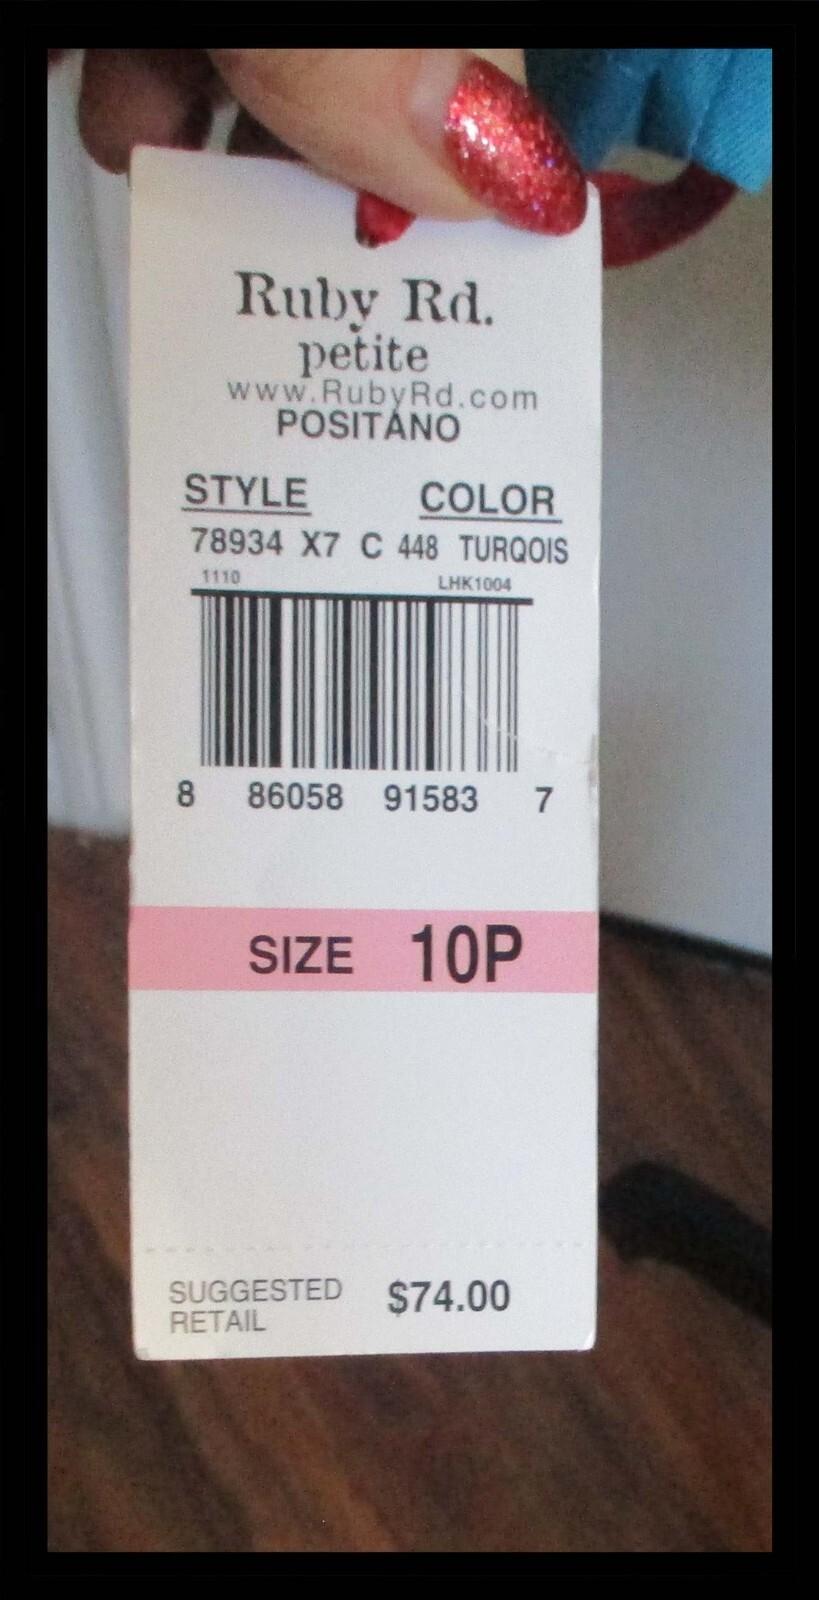 Ruby Rd.
petite
www.RubyRd.com
POSITANO
STYLE COLOR
78934 X7 C 448 TURQOIS
1110 LHK1004
8 86058 91583 7
SIZE 10P
SUGGESTED RETAIL $74.00